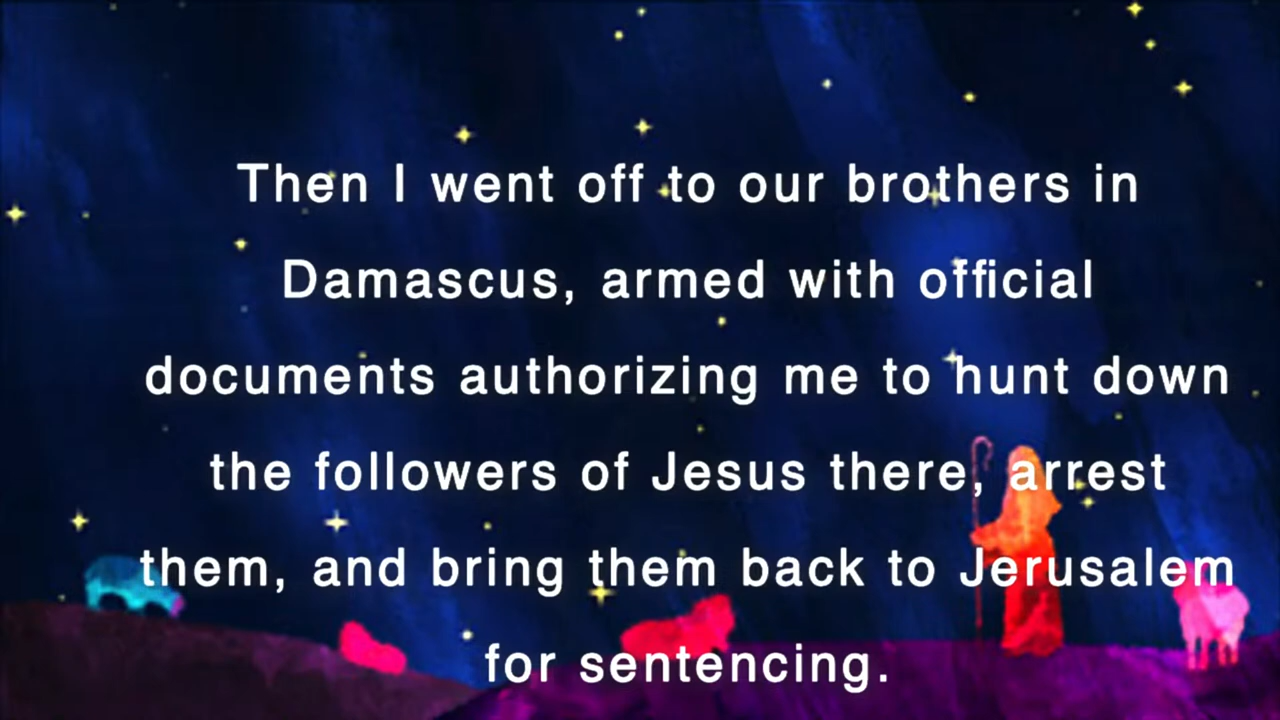 Then I went off to our brothers in
Damascus, armed with official
documents authorizing me to hunt down
the followers of Jesus there, arrest
them, and bring them back to Jerusalem
for sentencing.